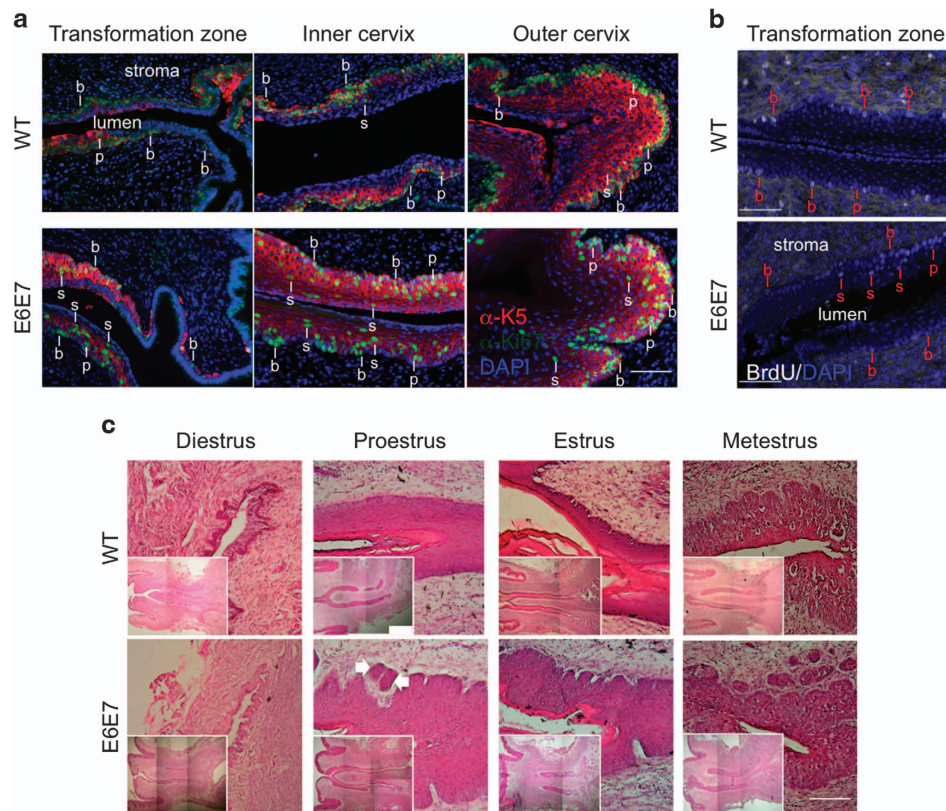 a
Transformation zone
Inner cervix
Outer cervix
WT
stroma
b
lumen
p
b
b
b
b
s
b
p
b
p
p
s
b
E6E7
b
s
s
s
b
p
b
b
p
s
s
s
b
p
p
s
b
s
b
α-K5
α-Ki67
DAPI
b
Transformation zone
WT
b
b
b
b
b
p
E6E7
stroma
b
b
p
s
s
s
lumen
b
b
BrdU/DAPI
c
Diestrus
Proestrus
Estrus
Metestrus
WT
E6E7